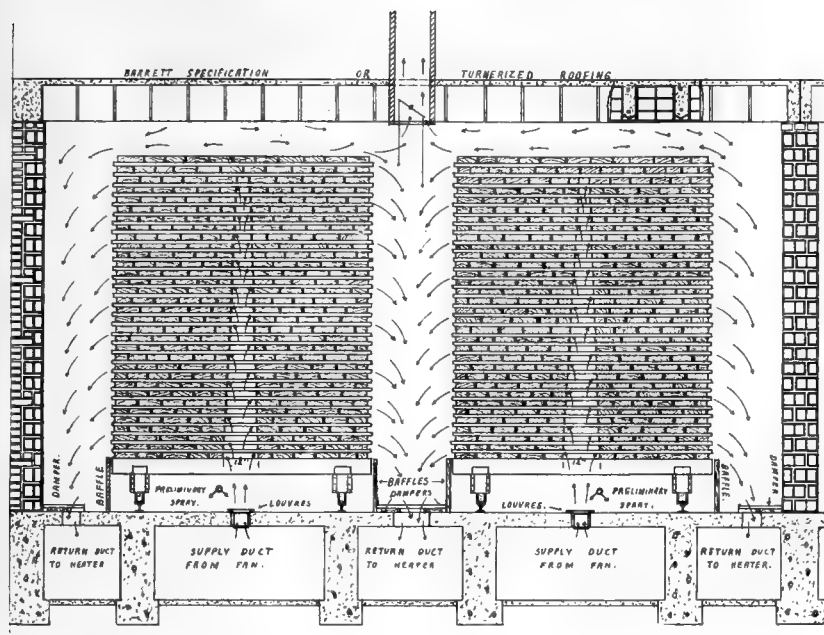 BARRETT SPECIFICATION OR TURNERIZED ROOFING
12"
DAMPER.
BAFFLE
PRELIMINARY
SPRAY.
LOUVRES
BAFFLES
DAMPERS
LOUVRES.
PRELIMINARY
SPRAY.
BAFFLE
DAMPER
RETURN DUCT
TO HEATER
SUPPLY DUCT
FROM FAN.
RETURN DUCT
TO HEATER
SUPPLY DUCT
FROM FAN.
RETURN DUCT
TO HEATER.